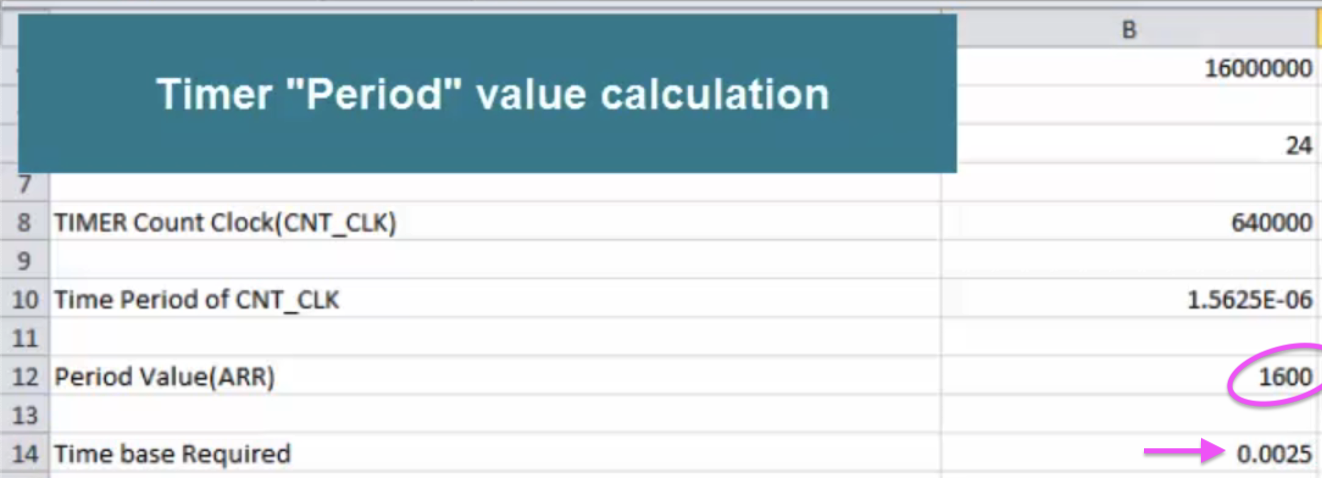 Timer "Period" value calculation
B
16000000
24
7
8 TIMER Count Clock(CNT_CLK) 640000
9
10 Time Period of CNT_CLK 1.5625E-06
11
12 Period Value(ARR) 1600
13
14 Time base Required 0.0025